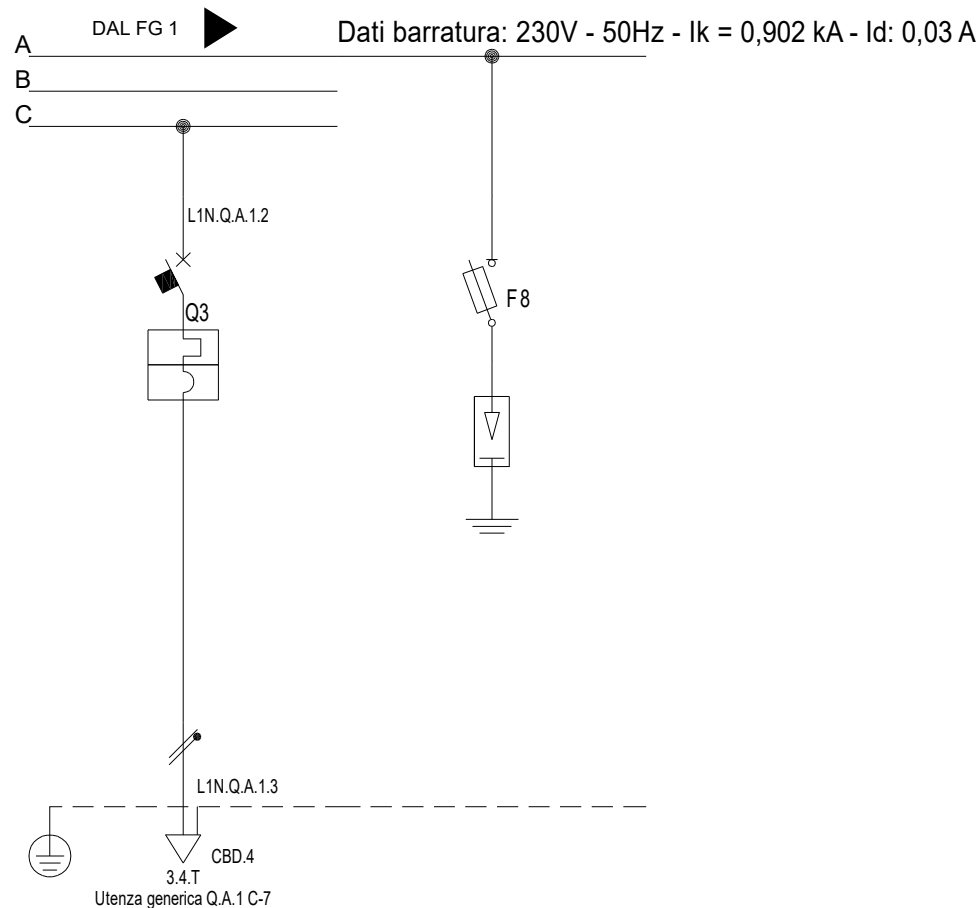 DAL FG 1
Dati barratura: 230V - 50Hz - Ik = 0,902 kA - Id: 0,03 A
A
B
C
L1N.Q.A.1.2
Q3
F8
L1N.Q.A.1.3
CBD.4
3.4.T
Utenza generica Q.A.1 C-7